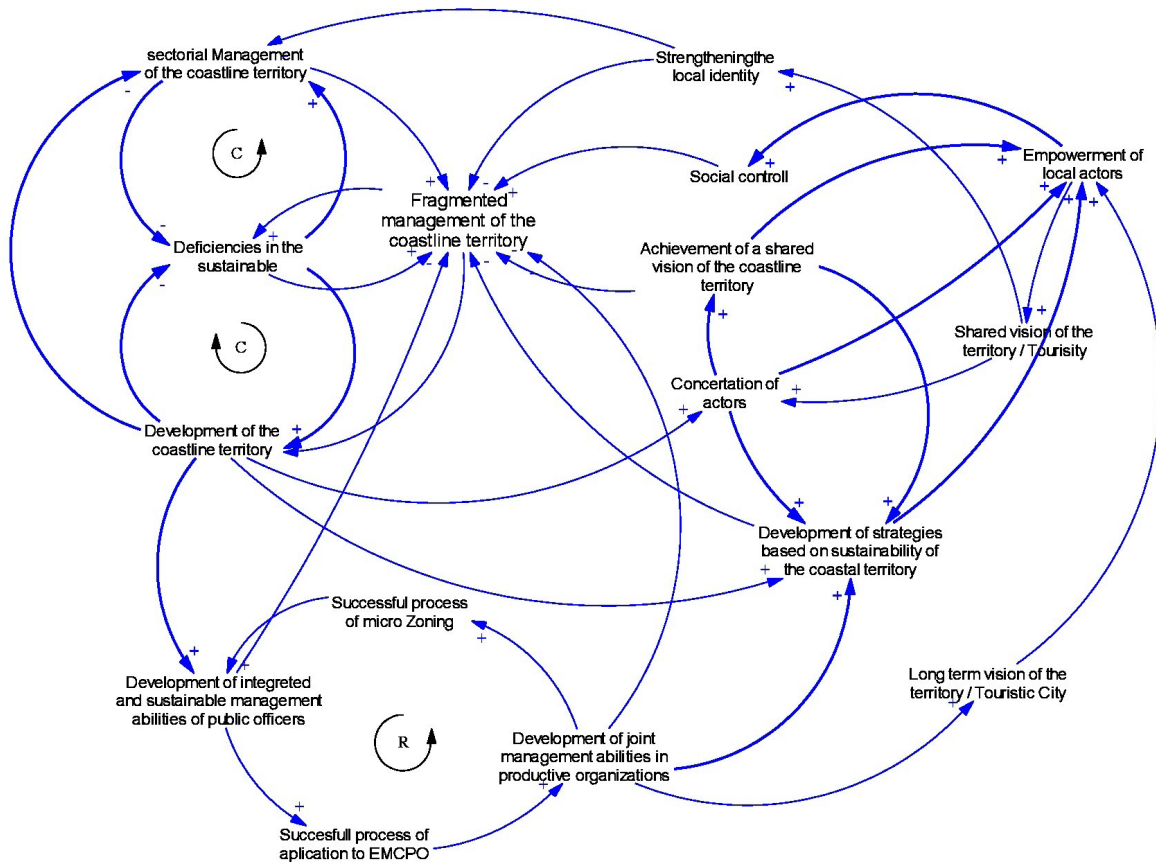 sectorial Management
of the coastline territory
Strengtheningthe
local identity
C
Social controll
Empowerment of
local actors
Fragmented
management of the
coastline territory
Deficiencies in the
sustainable
Achievement of a shared
vision of the coastline
territory
C
Shared vision of the
territory / Tourisity
Concertation of
actors
Development of the
coastline territory
Development of strategies
based on sustainability of
the coastal territory
Successful process
of micro Zoning
Development of integrated
and sustainable management
abilities of public officers
Long term vision of the
territory / Touristic City
R
Development of joint
management abilities in
productive organizations
Succesfull process of
aplication to EMCPO